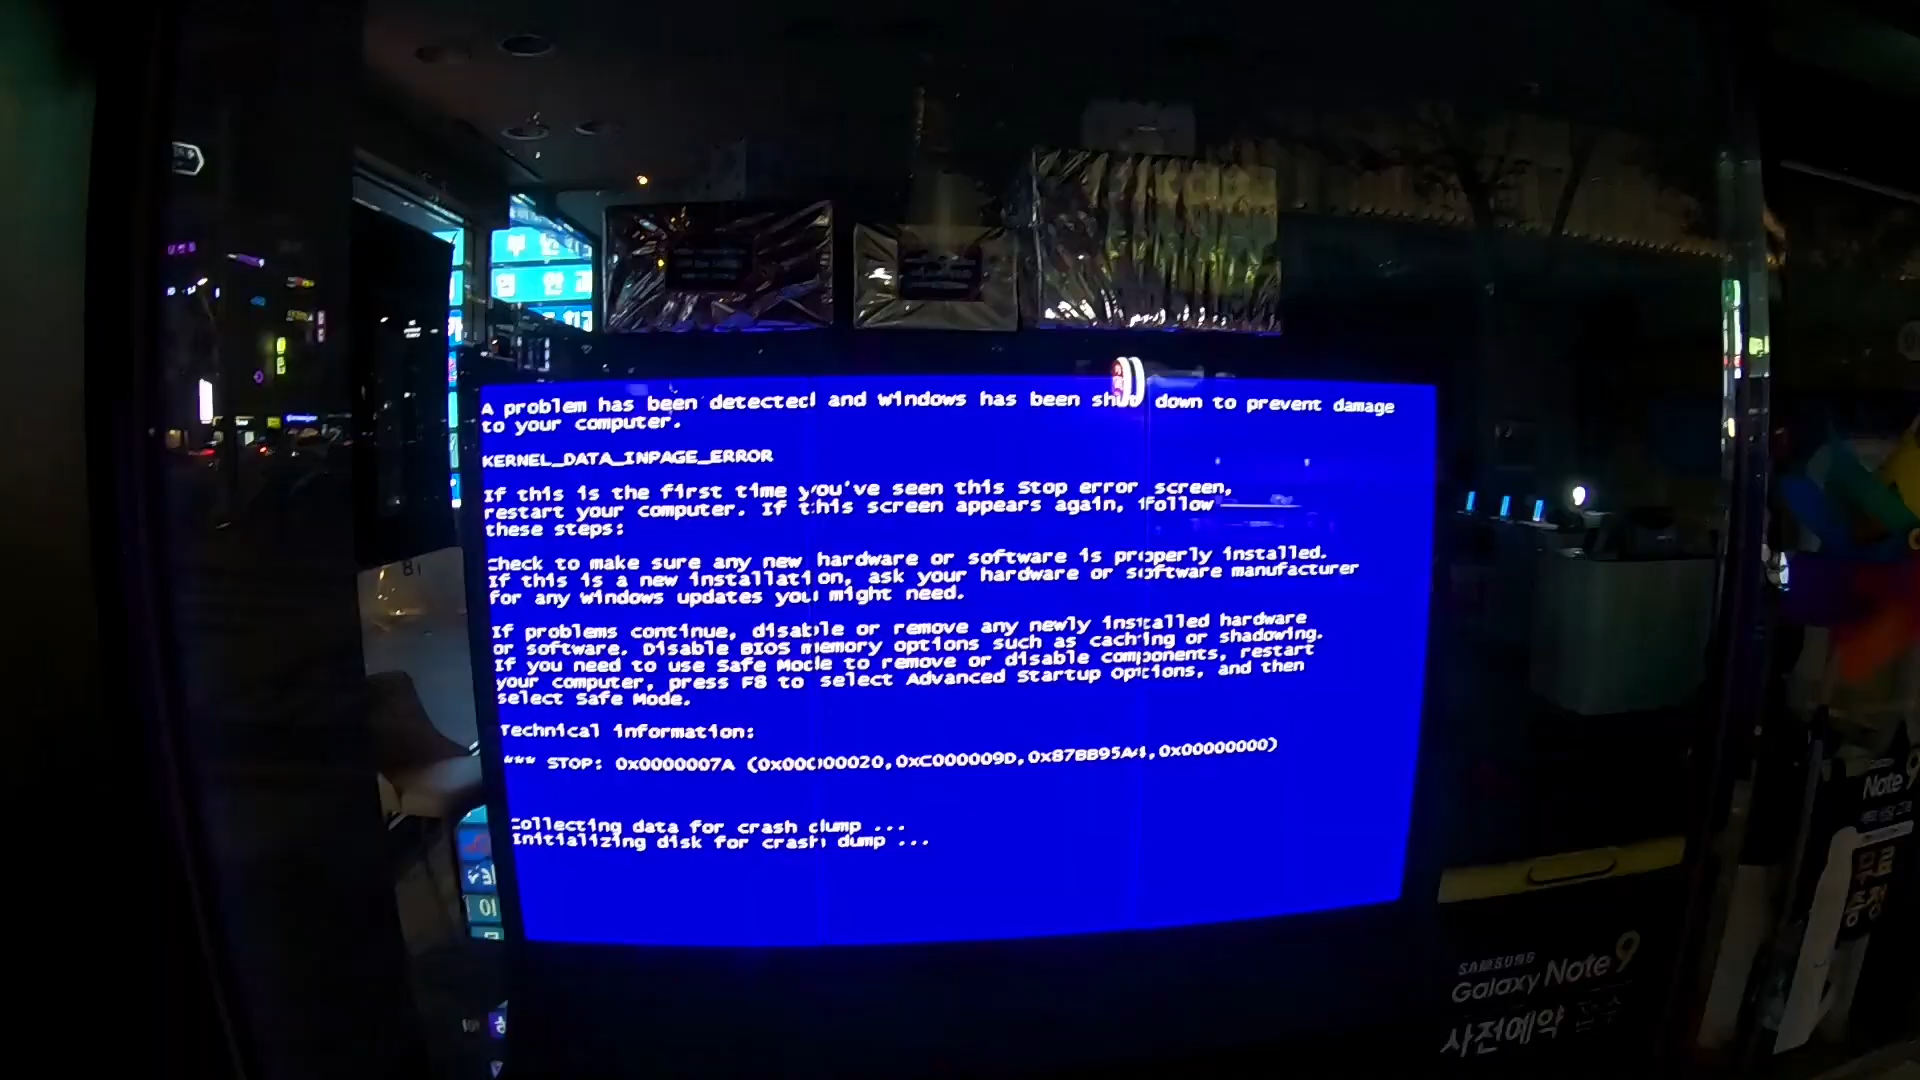 A problem has been detected and Windows has been shut down to prevent damage
to your computer.
KERNEL_DATA_INPAGE_ERROR
If this is the first time you've seen this Stop error screen,
restart your computer. If this screen appears again, follow
these steps:
Check to make sure any new hardware or software is properly installed.
If this is a new installation, ask your hardware or software manufacturer
for any Windows updates you might need.
If problems continue, disable or remove any newly installed hardware
or software. Disable BIOS memory options such as caching or shadowing.
If you need to use Safe Mode to remove or disable components, restart
your computer, press F8 to select Advanced Startup Options, and then
select Safe Mode.
Technical information:
*** STOP: 0x0000007A (0x00000020,0xC000009D,0x87BB95A4,0x00000000)
Collecting data for crash dump ...
Initializing disk for crash dump ...
SAMSUNG
Galaxy Note9
사전예약
Galaxy
Note 9